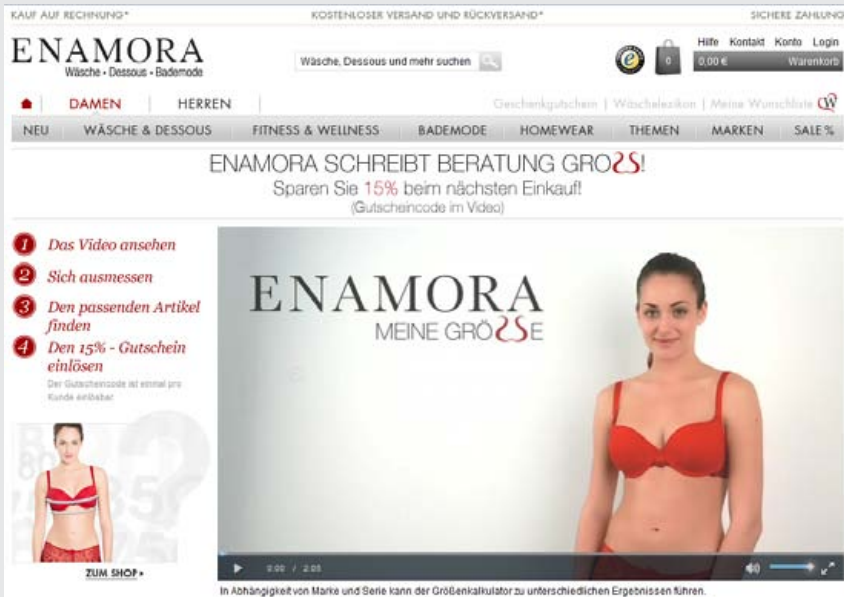 KAUF AUF RECHNUNG*
KOSTENLOSER VERSAND UND RÜCKVERSAND*
SICHERE ZAHLUNG
ENAMORA
Wäsche • Dessous • Bademode
Wäsche, Dessous und mehr suchen
Hilfe Kontakt Konto Login
0
0,00 € Warenkorb
DAMEN | HERREN
Geschenkgutschein | Wäschelexikon | Meine Wunschliste
NEU WÄSCHE & DESSOUS FITNESS & WELLNESS BADEMODE HOMEWEAR THEMEN MARKEN SALE %
ENAMORA SCHREIBT BERATUNG GROSS!
Sparen Sie 15% beim nächsten Einkauf!
(Gutscheincode im Video)
1 Das Video ansehen
2 Sich ausmessen
3 Den passenden Artikel
finden
4 Den 15% - Gutschein
einlösen
Der Gutscheincode ist einmal pro
Kunde einlösbar
80
85
75
ZUM SHOP
ENAMORA
MEINE GRÖSSE
0:00 / 2:05
In Abhängigkeit von Marke und Serie kann der Größenkalkulator zu unterschiedlichen Ergebnissen führen.